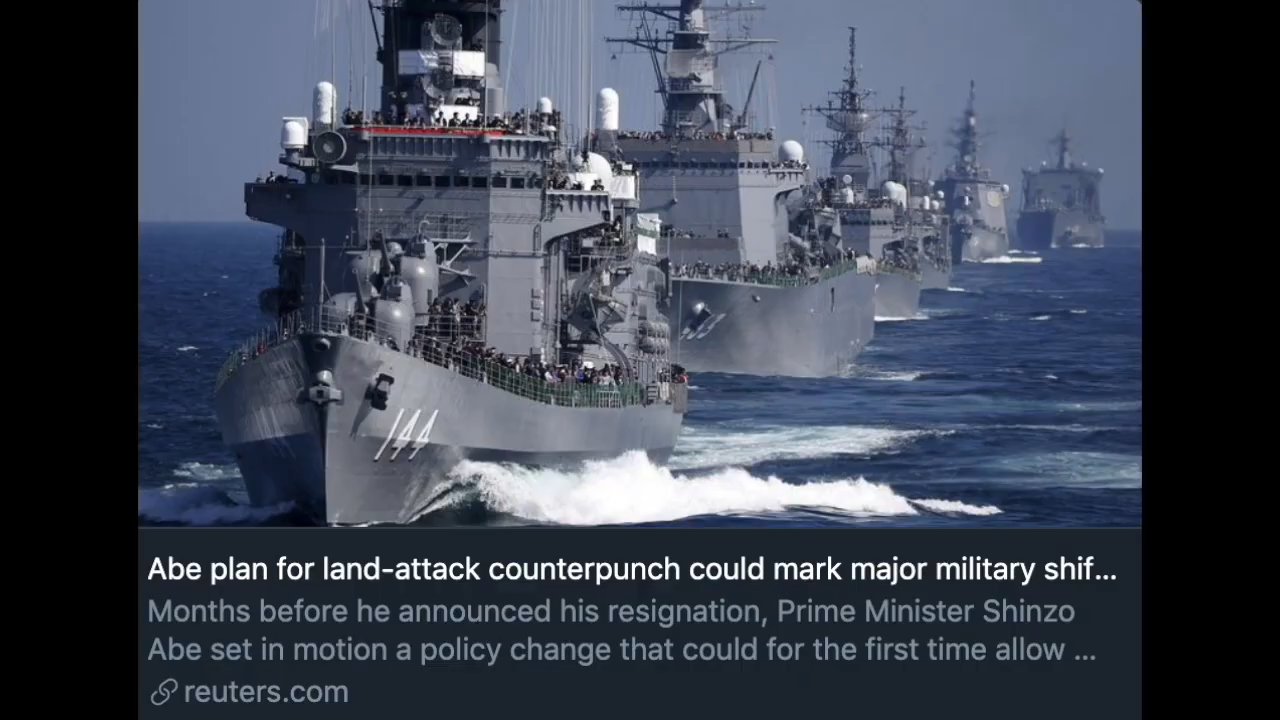 144
Abe plan for land-attack counterpunch could mark major military shif...
Months before he announced his resignation, Prime Minister Shinzo
Abe set in motion a policy change that could for the first time allow ...
reuters.com